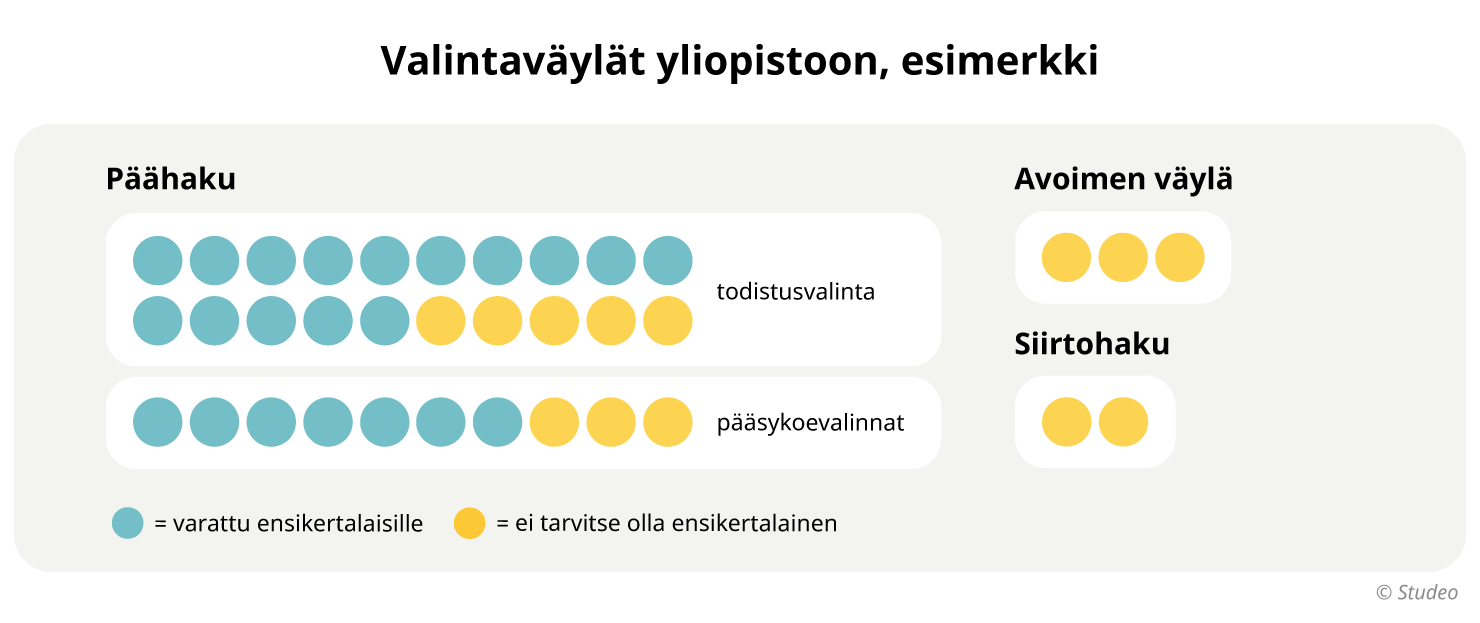 Valintaväylät yliopistoon, esimerkki
Päähaku
todistusvalinta
pääsykoevalinnat
= varattu ensikertalaisille
= ei tarvitse olla ensikertalainen
Avoimen väylä
Siirtohaku
© Studeo